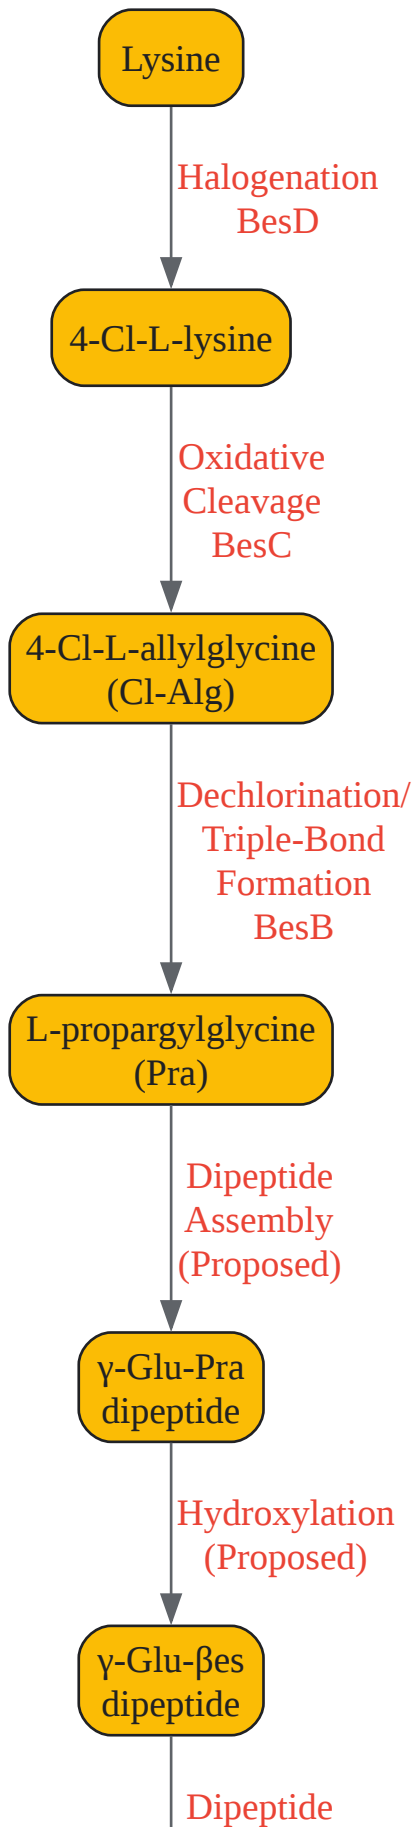 Lysine
Halogenation
BesD
4-Cl-L-lysine
Oxidative
Cleavage
BesC
4-Cl-L-allylglycine
(Cl-Alg)
Dechlorination/
Triple-Bond
Formation
BesB
L-propargylglycine
(Pra)
Dipeptide
Assembly
(Proposed)
γ-Glu-Pra
dipeptide
Hydroxylation
(Proposed)
γ-Glu-βes
dipeptide
Dipeptide